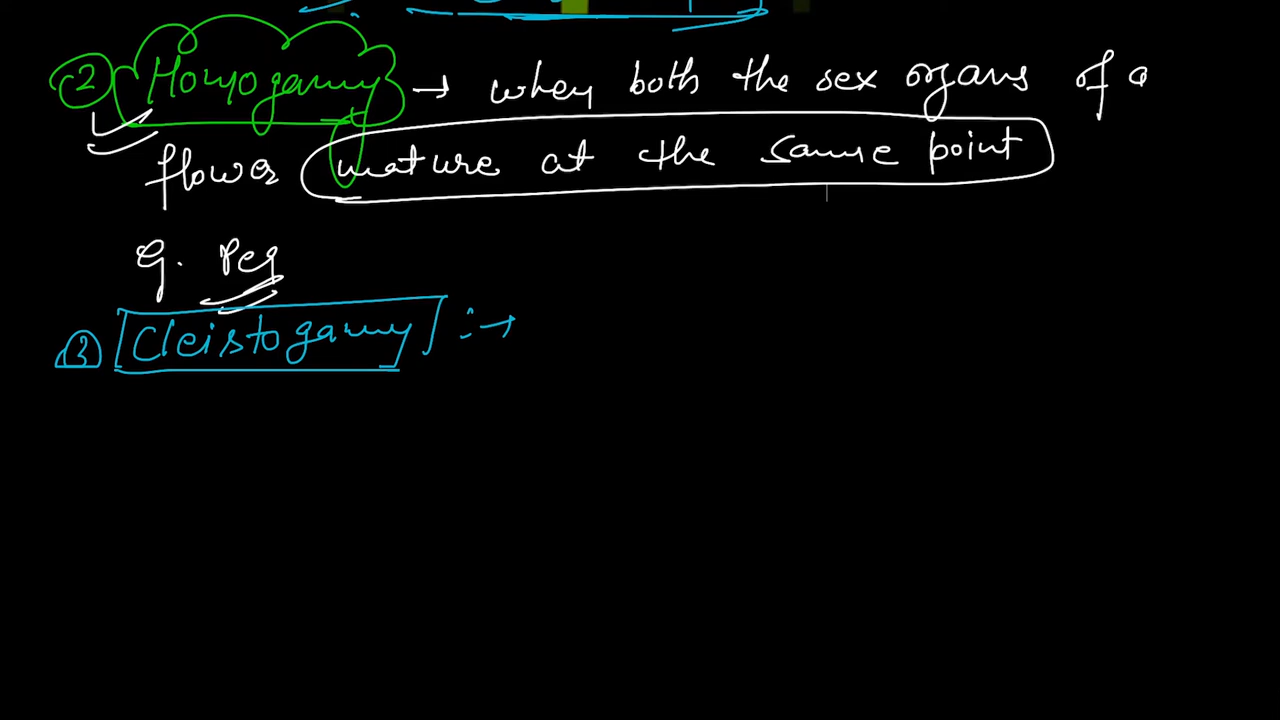 ② Homogamy → when both the sex organs of a
flower mature at the same point
eg. Pea
③ [Cleistogamy] :→